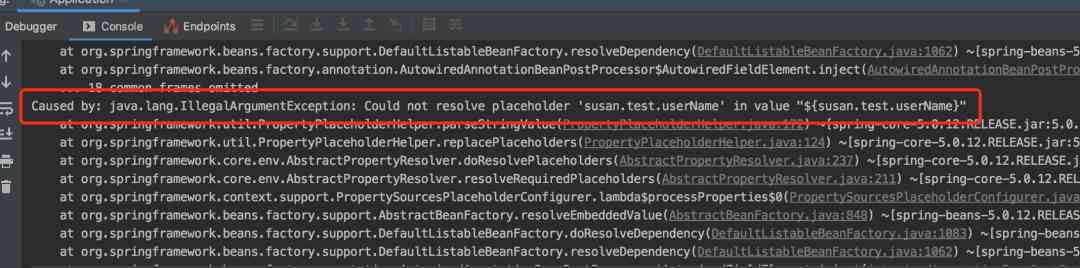 Debugger Console Endpoints
at org.springframework.beans.factory.support.DefaultListableBeanFactory.resolveDependency(DefaultListableBeanFactory.java:1062) ~[spring-beans-5
at org.springframework.beans.factory.annotation.AutowiredAnnotationBeanPostProcessor$AutowiredFieldElement.inject(AutowiredAnnotationBeanPostPro
... 18 common frames omitted
Caused by: java.lang.IllegalArgumentException: Could not resolve placeholder 'susan.test.userName' in value "${susan.test.userName}"
at org.springframework.util.PropertyPlaceholderHelper.parseStringValue(PropertyPlaceholderHelper.java:172) ~[spring-core-5.0.12.RELEASE.jar:5.0.
at org.springframework.util.PropertyPlaceholderHelper.replacePlaceholders(PropertyPlaceholderHelper.java:124) ~[spring-core-5.0.12.RELEASE.jar:5
at org.springframework.core.env.AbstractPropertyResolver.doResolvePlaceholders(AbstractPropertyResolver.java:237) ~[spring-core-5.0.12.RELEASE.j
at org.springframework.core.env.AbstractPropertyResolver.resolveRequiredPlaceholders(AbstractPropertyResolver.java:211) ~[spring-core-5.0.12.REL
at org.springframework.context.support.PropertySourcesPlaceholderConfigurer.lambda$processProperties$0(PropertySourcesPlaceholderConfigurer.java
at org.springframework.beans.factory.support.AbstractBeanFactory.resolveEmbeddedValue(AbstractBeanFactory.java:848) ~[spring-beans-5.0.12.RELEAS
at org.springframework.beans.factory.support.DefaultListableBeanFactory.doResolveDependency(DefaultListableBeanFactory.java:1083) ~[spring-beans
at org.springframework.beans.factory.support.DefaultListableBeanFactory.resolveDependency(DefaultListableBeanFactory.java:1062) ~[spring-beans-5